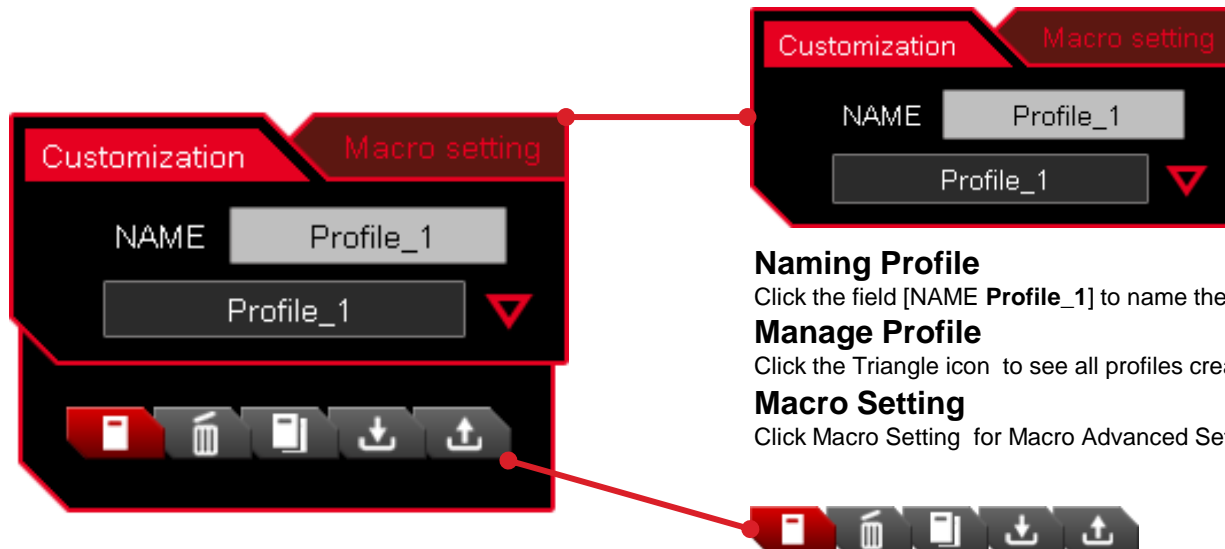 Customization Macro setting
NAME Profile_1
Profile_1
Customization Macro setting
NAME Profile_1
Profile_1
Naming Profile
Click the field [NAME Profile_1] to name the
Manage Profile
Click the Triangle icon to see all profiles
Macro Setting
Click Macro Setting for Macro Advanced